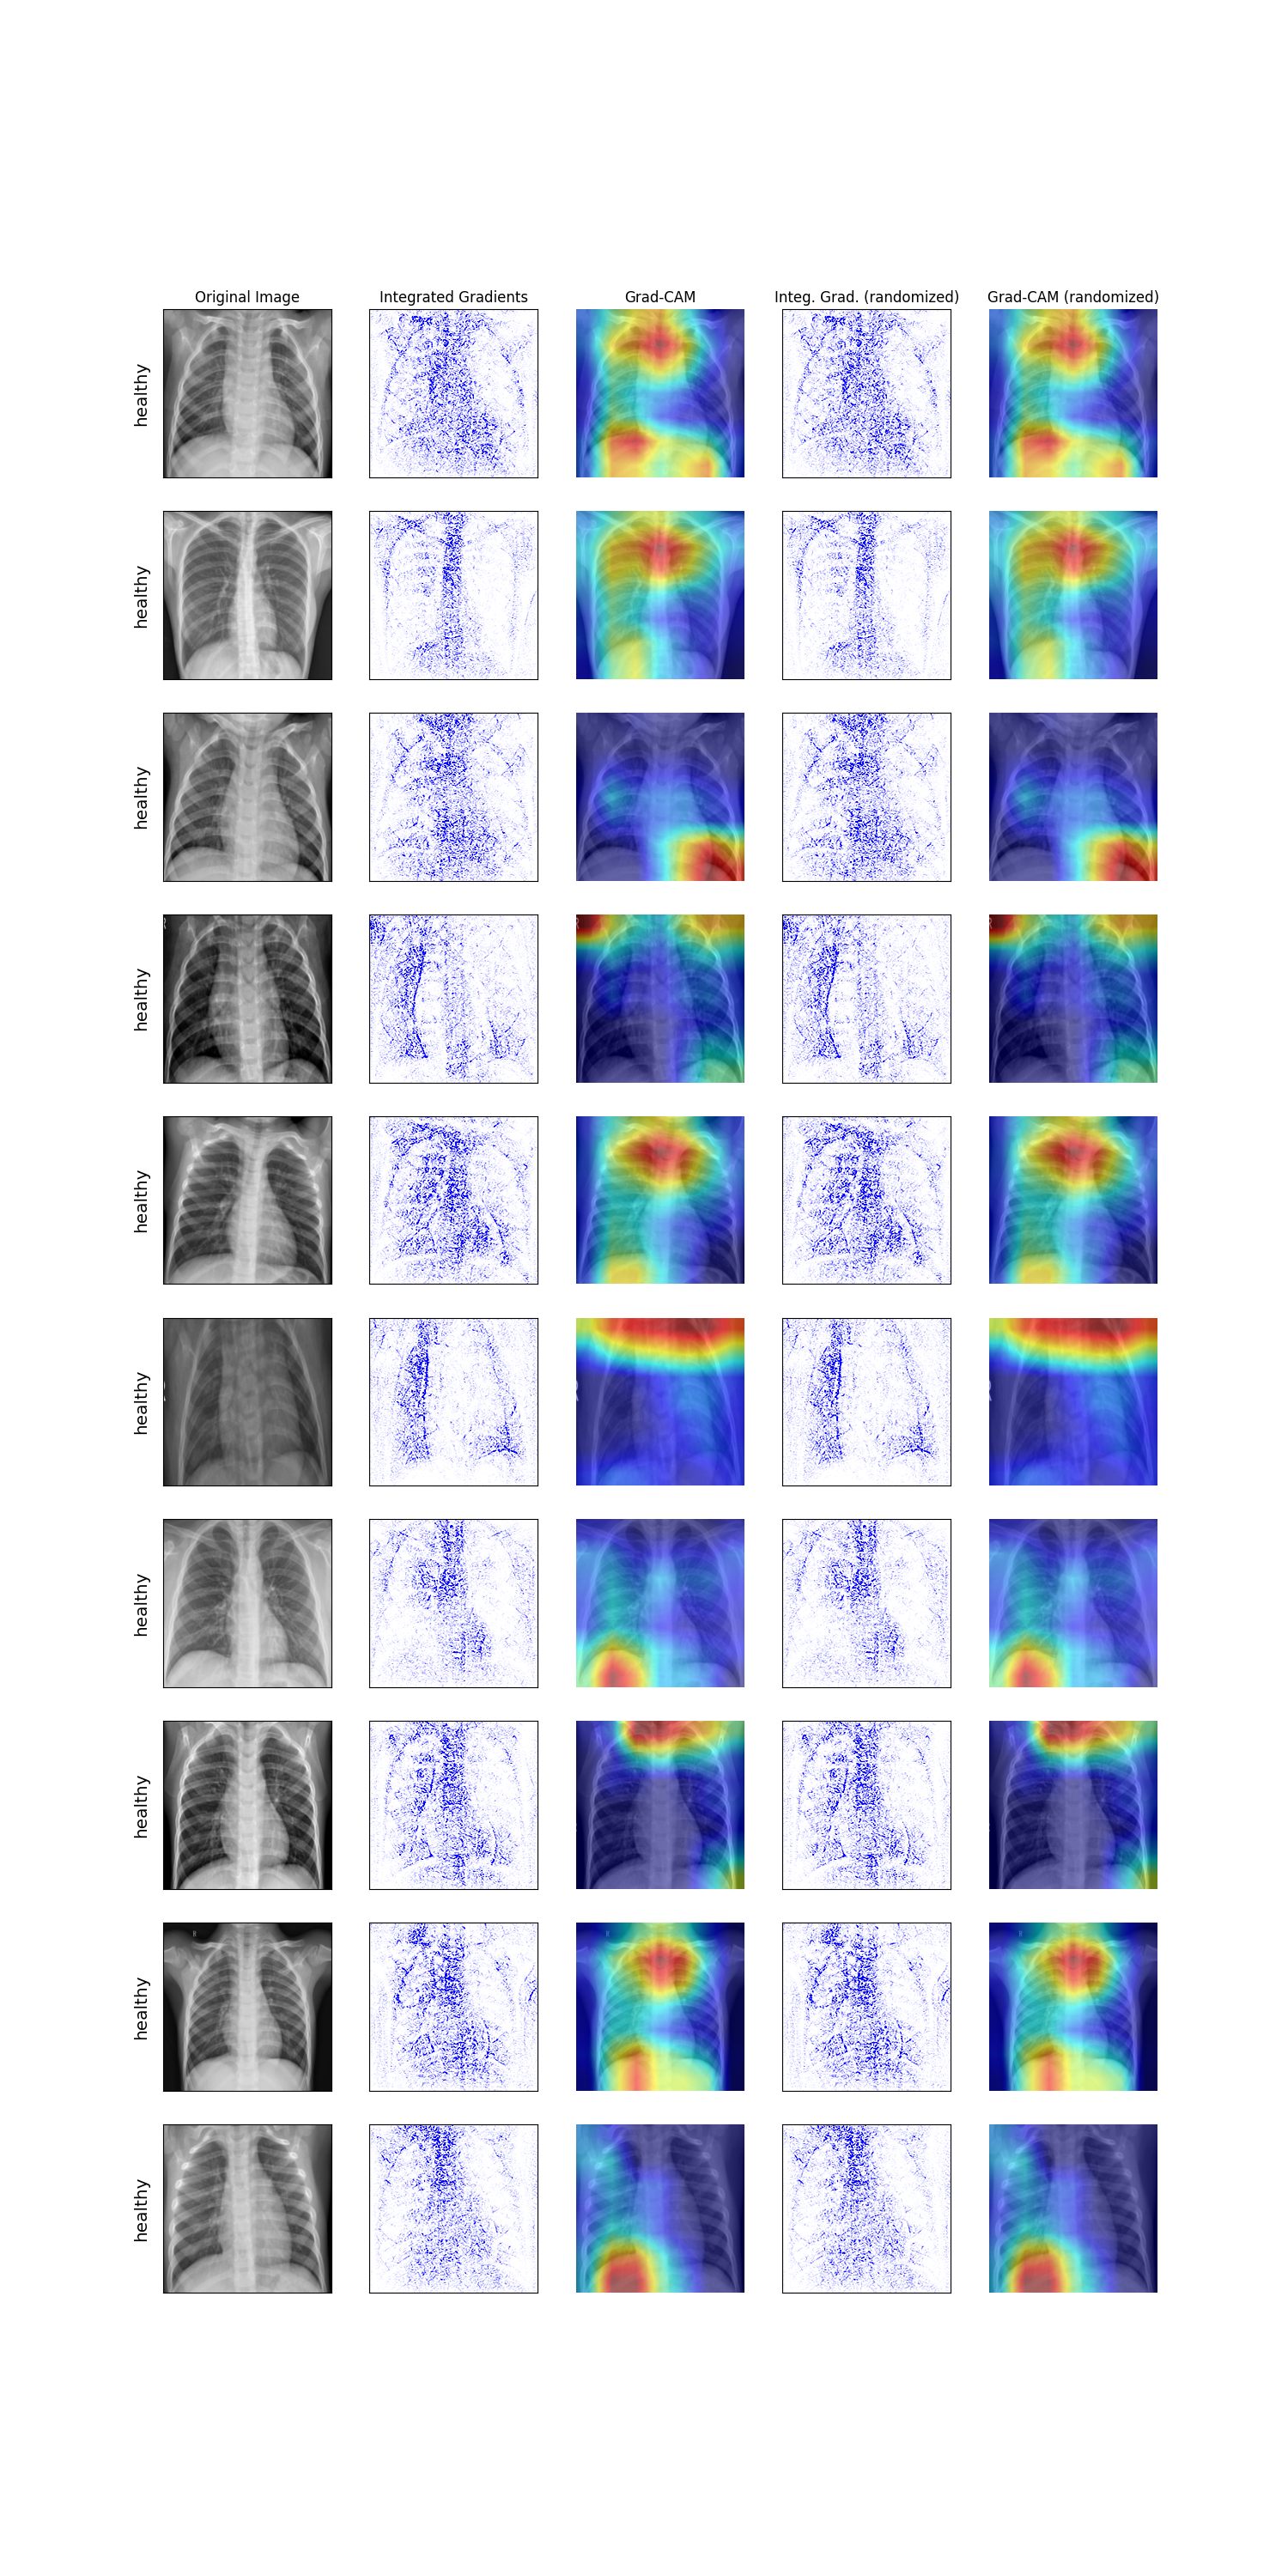 Original Image
Integrated Gradients
Grad-CAM
Integ. Grad. (randomized)
Grad-CAM (randomized)
healthy
healthy
healthy
healthy
healthy
healthy
healthy
healthy
healthy
healthy